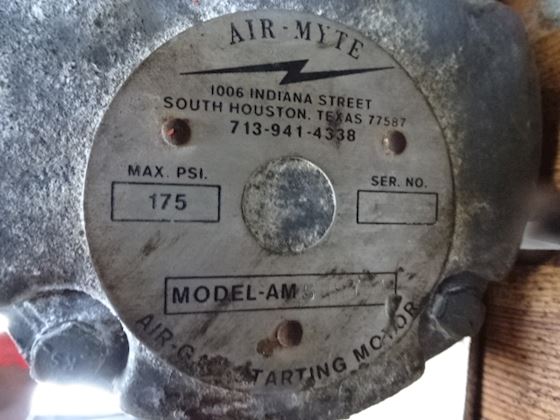 AIR-MYTE
1006 INDIANA STREET
SOUTH HOUSTON, TEXAS 77587
713-941-4338
MAX. PSI.
175
SER. NO.
MODEL-AM
STARTING MOTOR